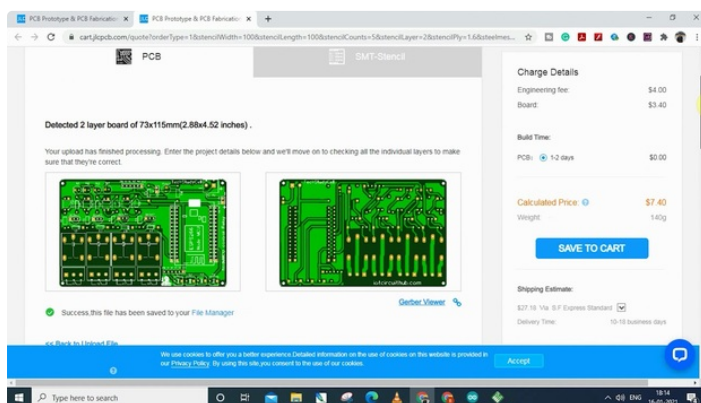 PCB Prototype & PCB Fabrication
PCB Prototype & PCB Fabrication
cart.jlcpcb.com/quote?orderType=1&stencilWidth=100&stencilLength=100&stencilCounts=5&stencilLayer=2&stencilPly=1.6&steelmes...
PCB
SMT-Stencil
Detected 2 layer board of 73x115mm(2.88x4.52 inches) .
Your upload has finished processing. Enter the project details below and we'll move on to checking all the individual layers to make
sure that they're correct.
iotcircuithub.com
Gerber Viewer
Success,this file has been saved to your File Manager
<< Back to Upload File
Charge Details
Engineering fee: $4.00
Board: $3.40
Build Time:
PCB: 1-2 days $0.00
Calculated Price: $7.40
Weight: 140g
SAVE TO CART
Shipping Estimate:
$27.18 Via S.F Express Standard
Delivery Time: 10-18 business days
We use cookies to offer you a better experience.Detailed information on the use of cookies on this website is provided in
our Privacy Policy. By using this site,you consent to the use of our cookies.
Accept
Type here to search
ENG
18:14
16-01-2021